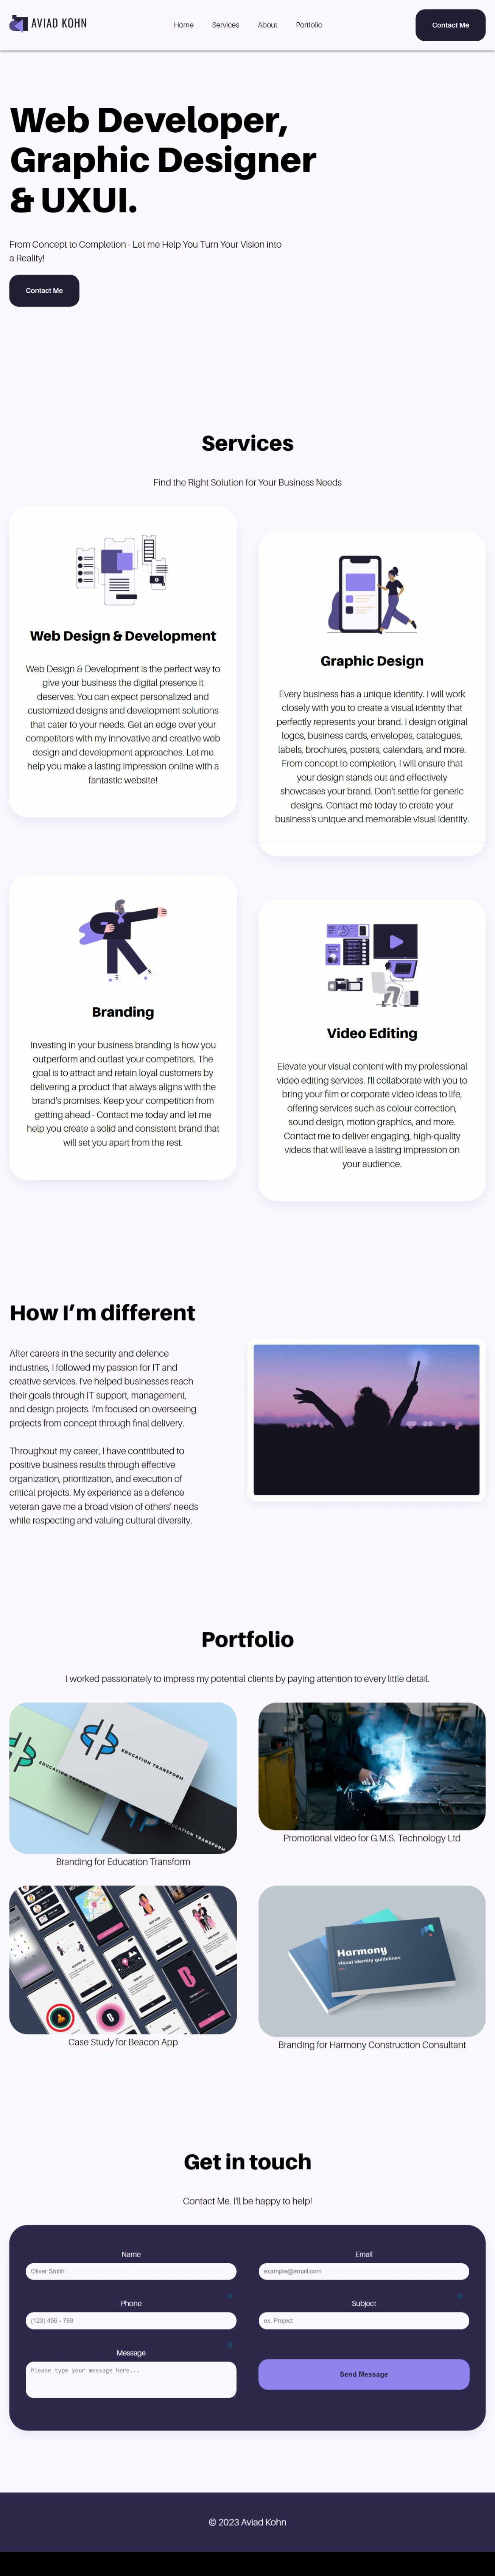 AVIAD KOHN
Home
Services
About
Portfolio
Contact Me
Web Developer,
Graphic Designer
& UXUI.
From Concept to Completion - Let me Help You Turn Your Vision into
a Reality!
Contact Me
Services
Find the Right Solution for Your Business Needs
Web Design & Development
Web Design & Development is the perfect way to
give your business the digital presence it
deserves. You can expect personalized and
customized designs and development solutions
that cater to your needs. Get an edge over your
competitors with my innovative and creative web
design and development approaches. Let me
help you make a lasting impression online with a
fantastic website!
Graphic Design
Every business has a unique identity. I will work
closely with you to create a visual identity that
perfectly represents your brand. I design original
logos, business cards, envelopes, catalogues,
labels, brochures, posters, calendars, and more.
From concept to completion, I will ensure that
your design stands out and effectively
showcases your brand. Don't settle for generic
designs. Contact me today to create your
business's unique and memorable visual identity.
Branding
Investing in your business branding is how you
outperform and outlast your competitors. The
goal is to attract and retain loyal customers by
delivering a product that always aligns with the
brand's promises. Keep your competition from
getting ahead - Contact me today and let me
help you create a solid and consistent brand that
will set you apart from the rest.
Video Editing
Elevate your visual content with my professional
video editing services. I'll collaborate with you to
bring your film or corporate video ideas to life,
offering services such as colour correction,
sound design, motion graphics, and more.
Contact me to deliver engaging, high-quality
videos that will leave a lasting impression on
your audience.
How I'm different
After careers in the security and defence
industries, I followed my passion for IT and
creative services. I've helped businesses reach
their goals through IT support, management,
and design projects. I'm focused on overseeing
projects from concept through final delivery.
Throughout my career, I have contributed to
positive business results through effective
organization, prioritization, and execution of
critical projects. My experience as a defence
veteran gave me a broad vision of others' needs
while respecting and valuing cultural diversity.
Portfolio
I worked passionately to impress my potential clients by paying attention to every little detail.
EDUCATION TRANSFORM
EDUCATION TRANSFORM
EDUCATION TRANSFORM
Branding for Education Transform
Promotional video for G.M.S. Technology Ltd
Case Study for Beacon App
Harmony
visual identity guidelines
Branding for Harmony Construction Consultant
Get in touch
Contact Me. I'll be happy to help!
Name
Oliver Smith
Email
example@email.com
Phone
(123) 456 - 789
Subject
ex. Project
Message
Please type your message here...
Send Message
© 2023 Aviad Kohn